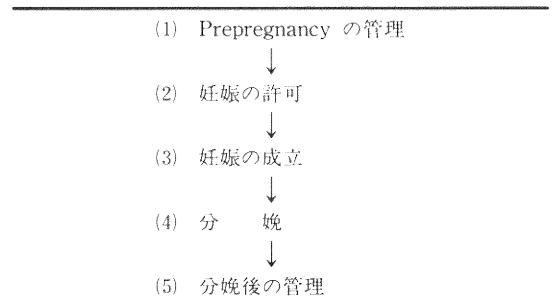 (1) Prepregnancy の管理
↓
(2) 妊娠の許可
↓
(3) 妊娠の成立
↓
(4) 分　　娩
↓
(5) 分娩後の管理